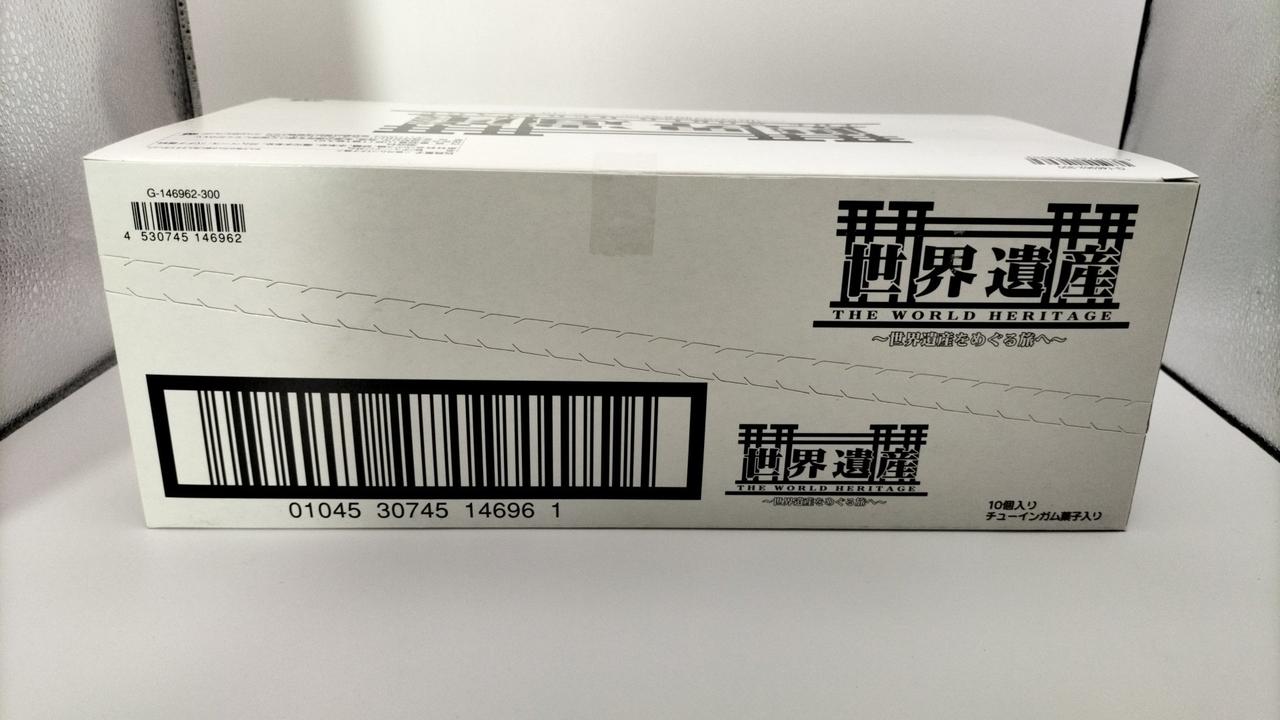 G-146962-300
G-146962-300
4 530745 146962
世界遺産
THE WORLD HERITAGE
～世界遺産をめぐる旅へ～
01045 30745 14696 1
世界遺産
THE WORLD HERITAGE
～世界遺産をめぐる旅へ～
10個入り
チューインガム菓子入り